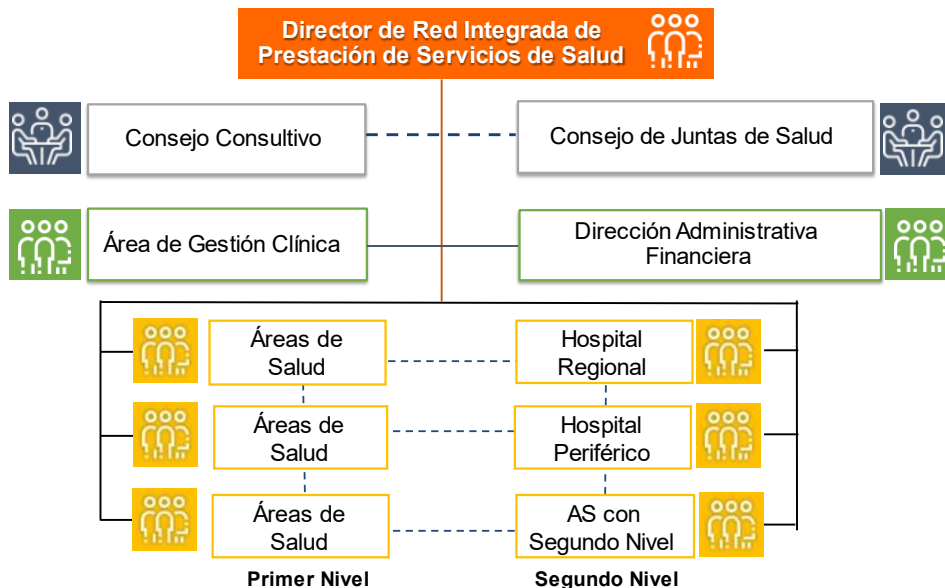 Director de Red Integrada de
Prestación de Servicios de Salud
Consejo Consultivo
Consejo de Juntas de Salud
Área de Gestión Clínica
Dirección Administrativa
Financiera
Áreas de
Salud
Hospital
Regional
Áreas de
Salud
Hospital
Periférico
Áreas de
Salud
AS con
Segundo Nivel
Primer Nivel
Segundo Nivel